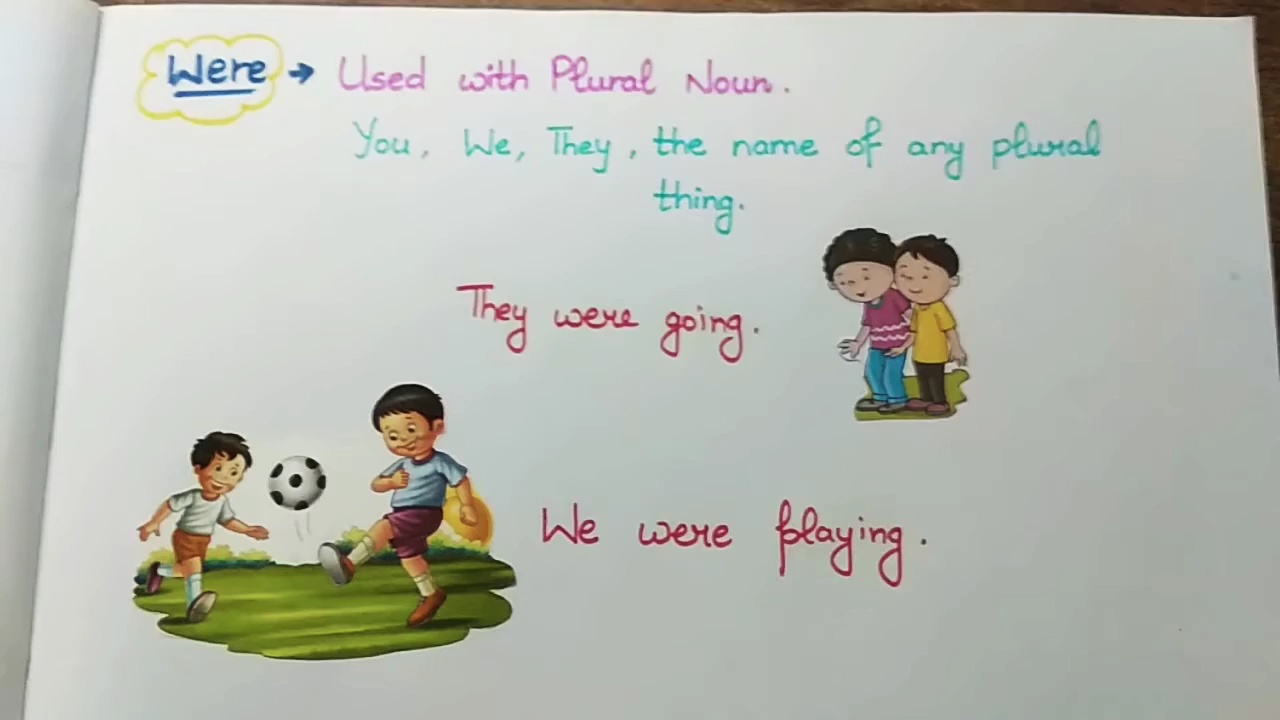 Were → Used with Plural Noun.
You, We, They, the name of any plural
thing.
They were going.
We were playing.